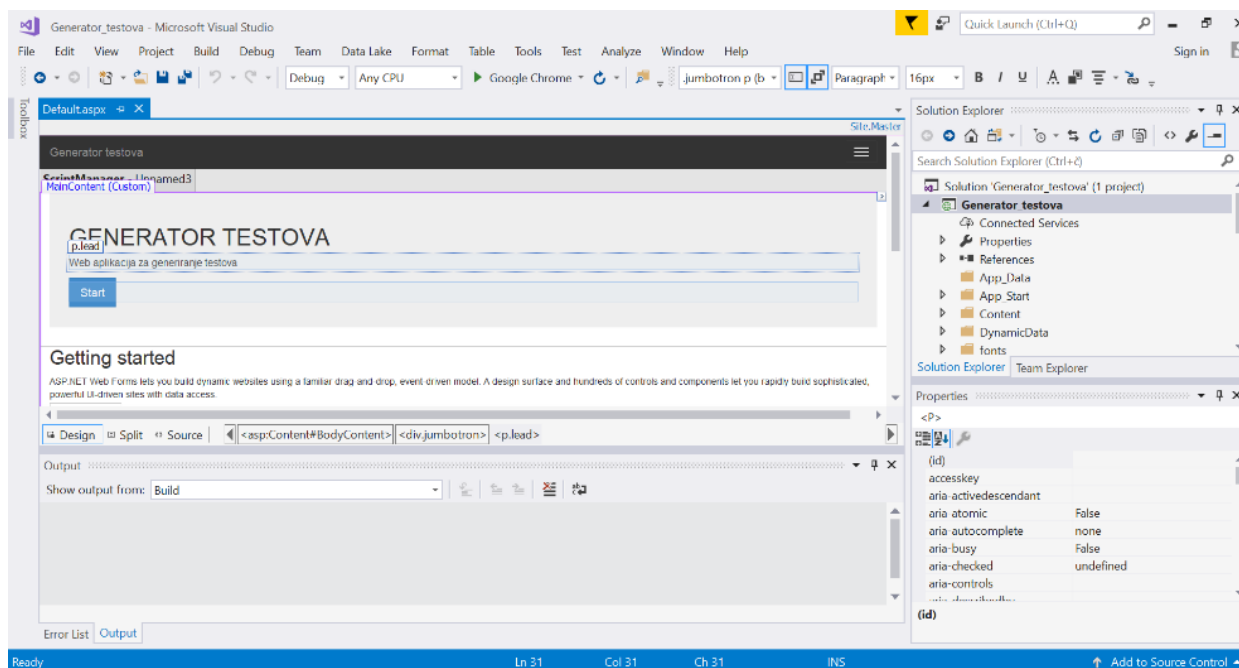 Generator_testova - Microsoft Visual Studio
Quick Launch (Ctrl+Q)
File Edit View Project Build Debug Team Data Lake Format Table Tools Test Analyze Window Help
Sign in
Debug Any CPU Google Chrome .jumbotron p (b Paragraph 16px B I U A
Toolbox
Default.aspx
Site.Master
Generator testova
ScriptManager - Unnamed3
MainContent (Custom)
GENERATOR TESTOVA
p.lead
Web aplikacija za generiranje testova
Start
Getting started
ASP.NET Web Forms lets you build dynamic websites using a familiar drag and drop, event driven model. A design surface and hundreds of controls and components let you rapidly build sophisticated,
powerful UI-driven sites with data access.
Design Split Source <asp:Content#BodyContent> <div.jumbotron> <p.lead>
Output
Show output from: Build
Error List Output
Solution Explorer
Search Solution Explorer (Ctrl+č)
Solution 'Generator_testova' (1 project)
Generator_testova
Connected Services
Properties
References
App_Data
App_Start
Content
DynamicData
fonts
Solution Explorer Team Explorer
Properties
<P>
(id)
accesskey
aria-activedescendant
aria-atomic False
aria-autocomplete none
aria-busy False
aria-checked undefined
aria-controls
(id)
Ready Ln 31 Col 31 Ch 31 INS Add to Source Control